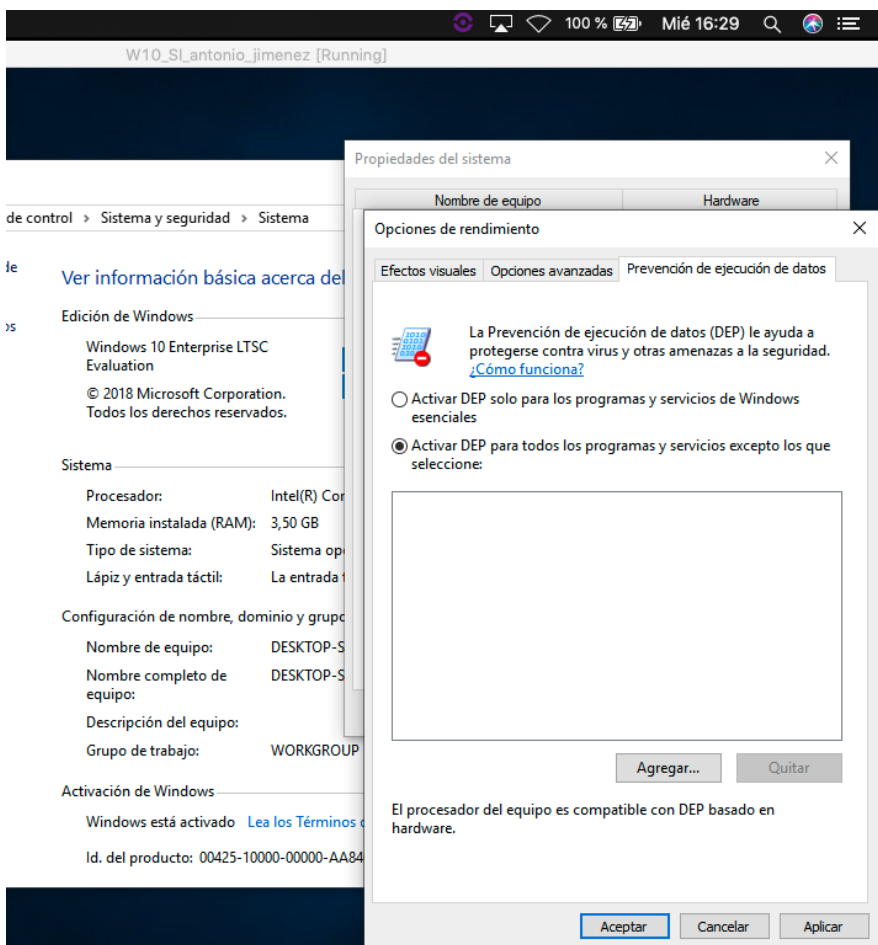 100 % Mié 16:29
W10_SI_antonio_jimenez [Running]
Propiedades del sistema
Nombre de equipo Hardware
de control > Sistema y seguridad > Sistema
Opciones de rendimiento
Efectos visuales Opciones avanzadas Prevención de ejecución de datos
Ver información básica acerca del
Edición de Windows
Windows 10 Enterprise LTSC
Evaluation
© 2018 Microsoft Corporation.
Todos los derechos reservados.
Sistema
Procesador: Intel(R) Cor
Memoria instalada (RAM): 3,50 GB
Tipo de sistema: Sistema ope
Lápiz y entrada táctil: La entrada
Configuración de nombre, dominio y grupo
Nombre de equipo: DESKTOP-S
Nombre completo de DESKTOP-S
equipo:
Descripción del equipo:
Grupo de trabajo: WORKGROUP
Activación de Windows
Windows está activado Lea los Términos
Id. del producto: 00425-10000-00000-AA84
La Prevención de ejecución de datos (DEP) le ayuda a
protegerse contra virus y otras amenazas a la seguridad.
¿Cómo funciona?
Activar DEP solo para los programas y servicios de Windows
esenciales
Activar DEP para todos los programas y servicios excepto los que
seleccione:
Agregar... Quitar
El procesador del equipo es compatible con DEP basado en
hardware.
Aceptar Cancelar Aplicar